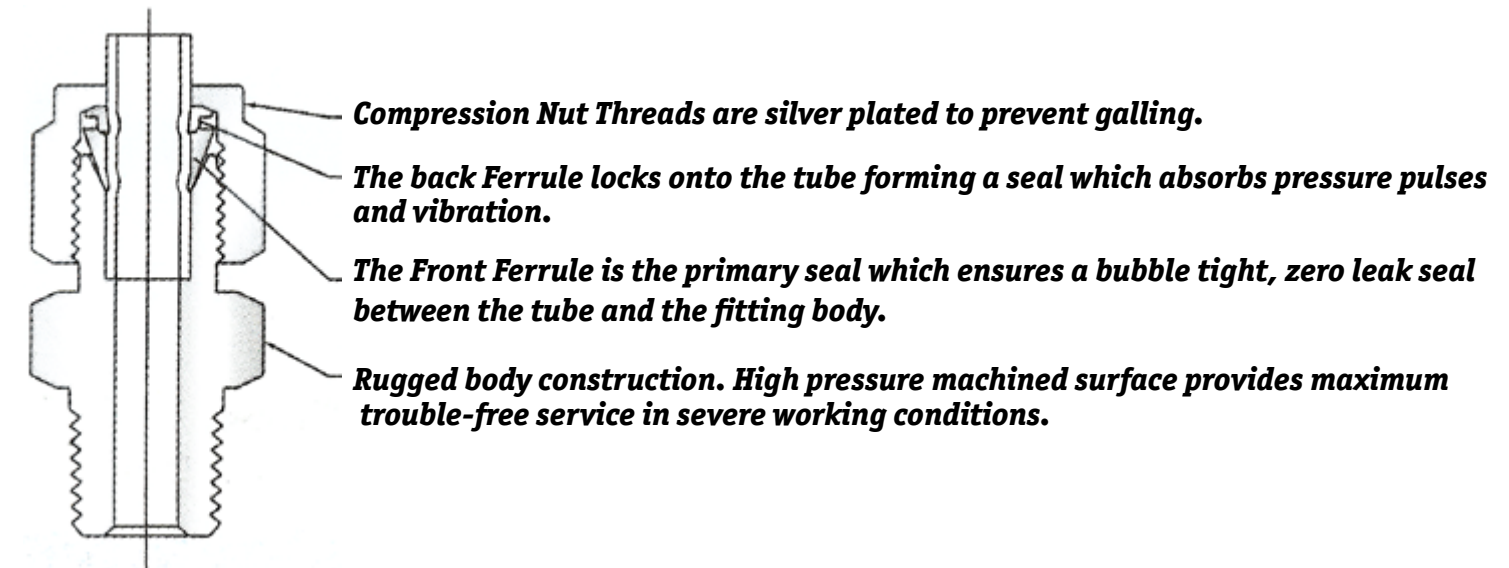 Compression Nut Threads are silver plated to prevent galling.
The back Ferrule locks onto the tube forming a seal which absorbs pressure pulses
and vibration.
The Front Ferrule is the primary seal which ensures a bubble tight, zero leak seal
between the tube and the fitting body.
Rugged body construction. High pressure machined surface provides maximum
trouble-free service in severe working conditions.